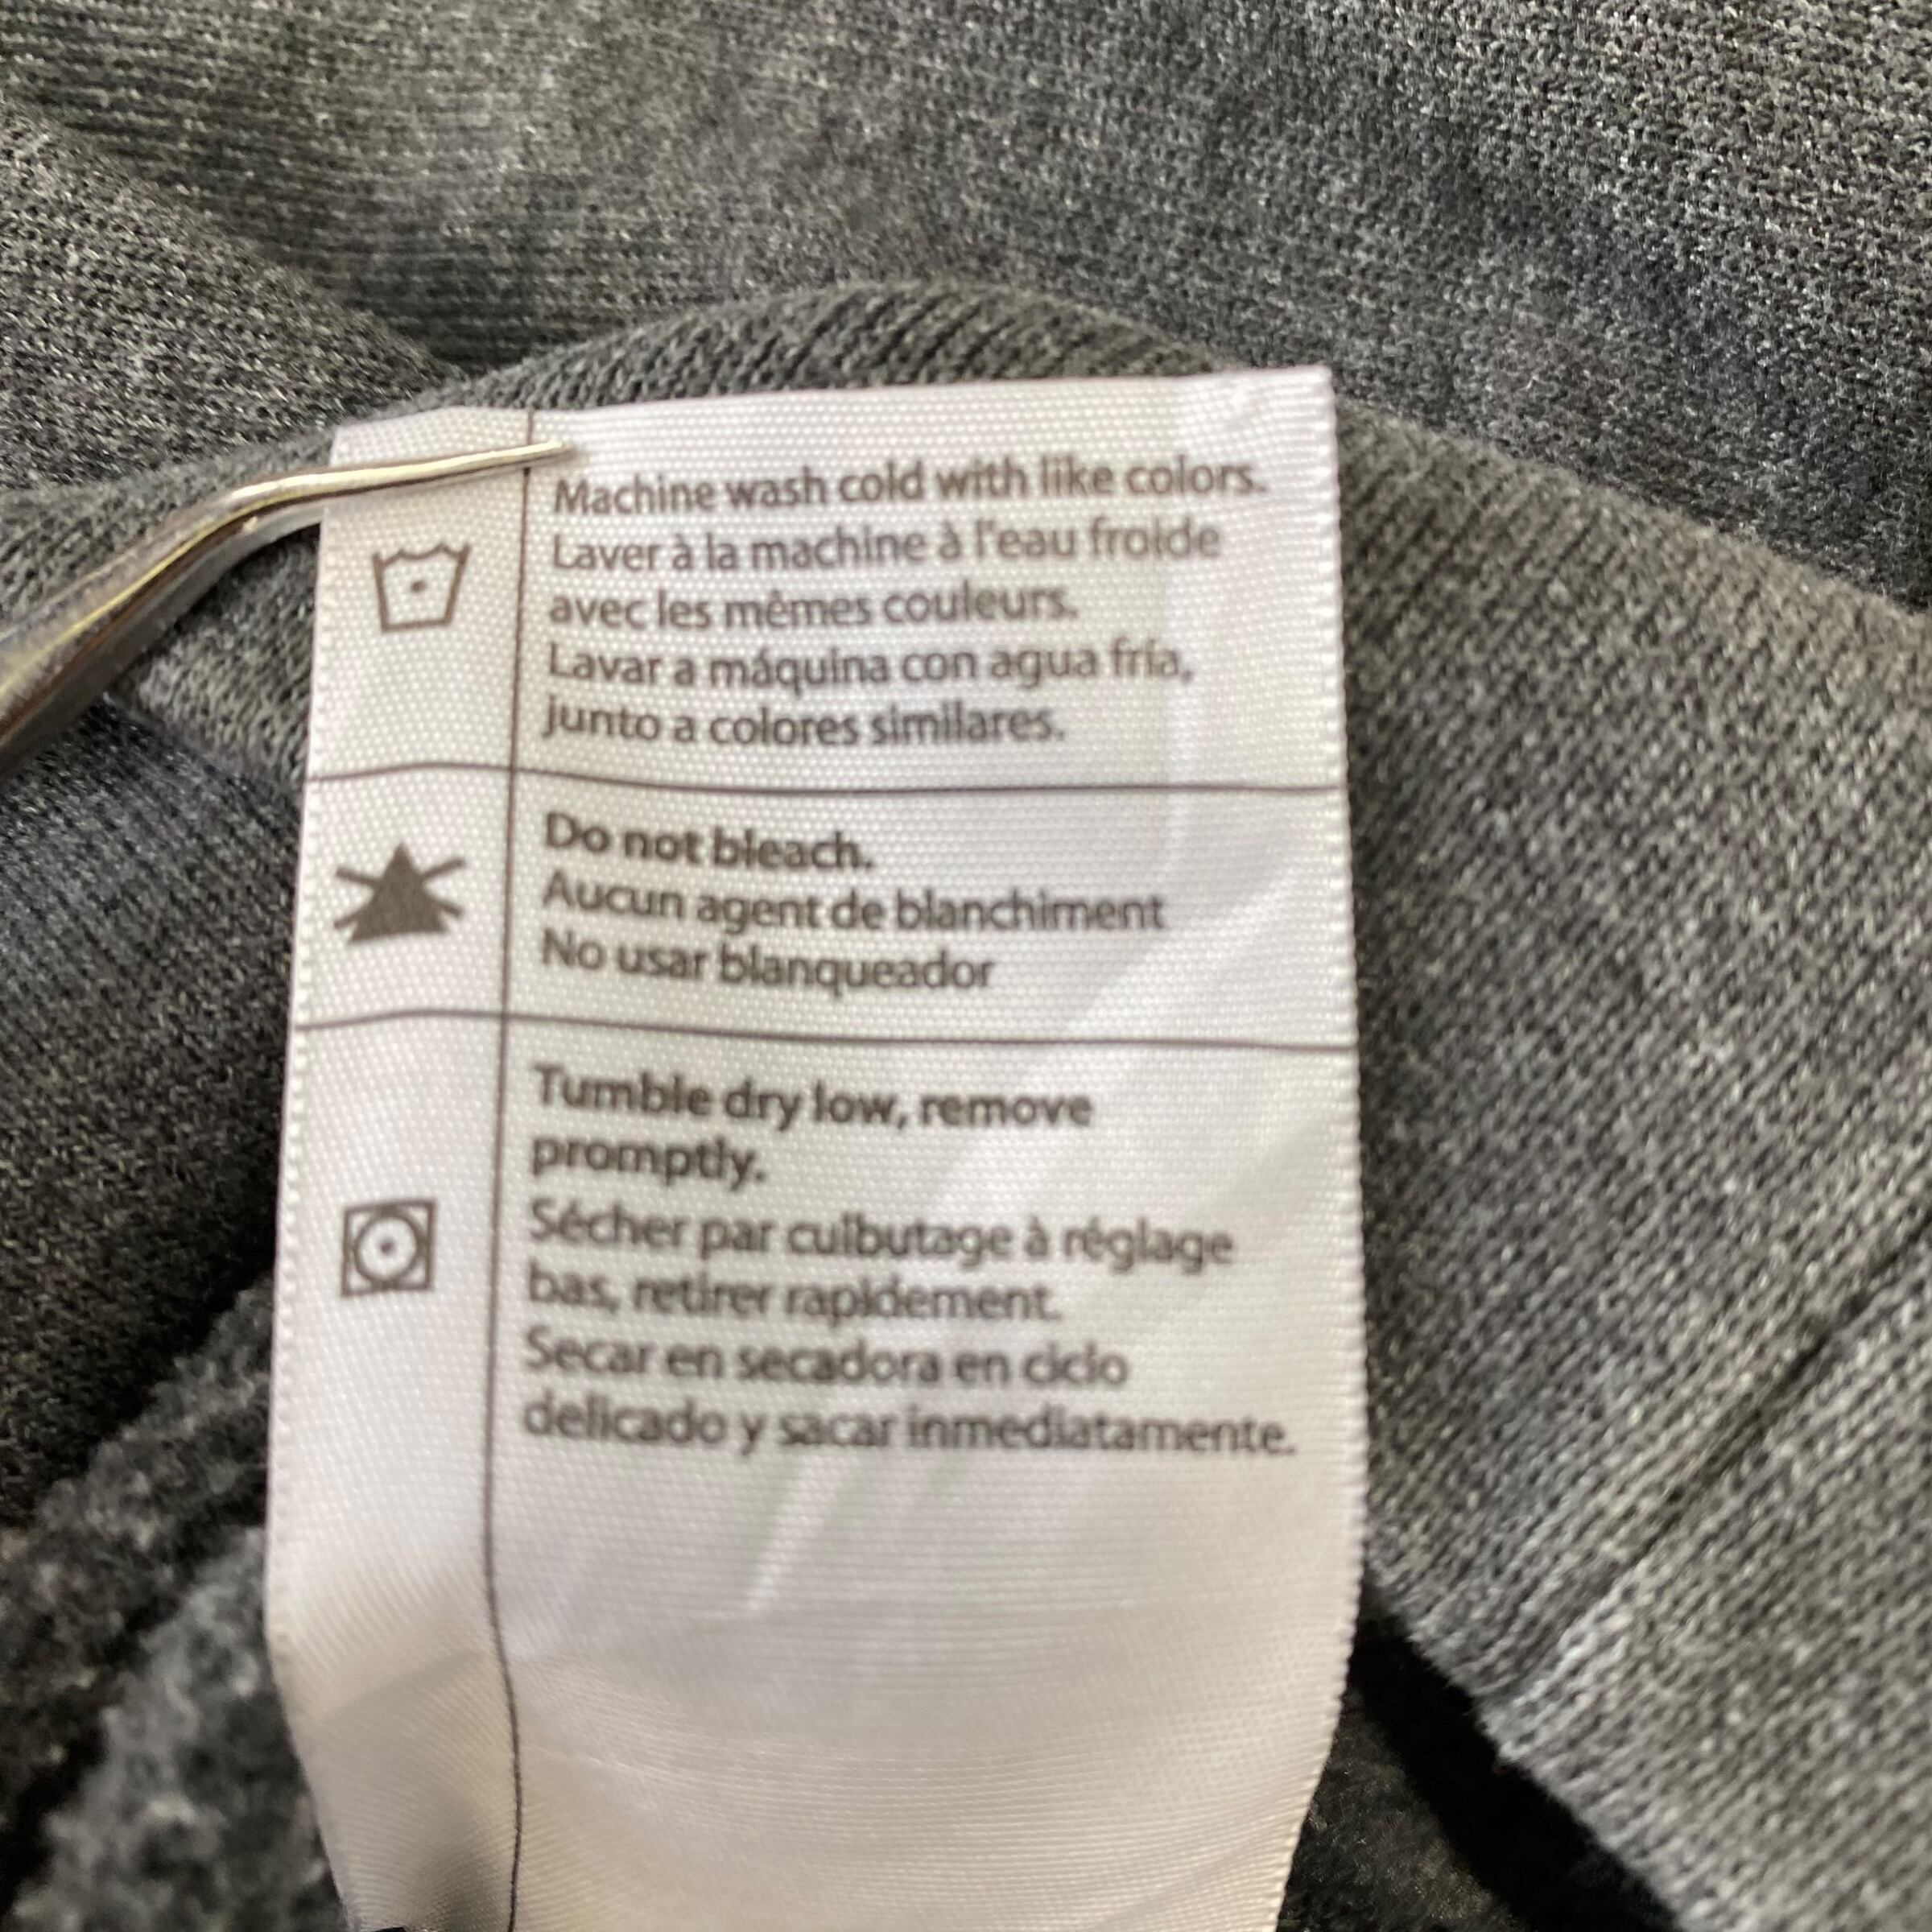 Machine wash cold with like colors.
Laver à la machine à l'eau froide
avec les mêmes couleurs.
Lavar a máquina con agua fría,
junto a colores similares.
Do not bleach.
Aucun agent de blanchiment
No usar blanqueador
Tumble dry low, remove
promptly.
Sécher par culbutage à réglage
bas, retirer rapidement.
Secar en secadora en ciclo
delicado y sacar inmediatamente.